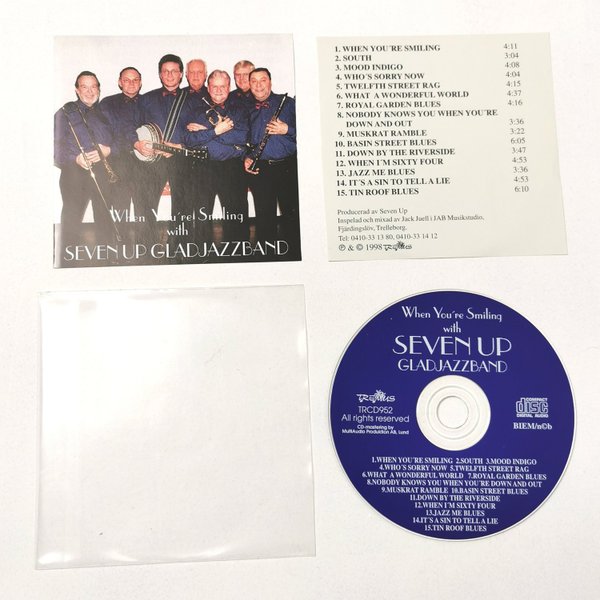 When You're! Smiling
with
SEVEN UP GLADJAZZBAND
1. WHEN YOU´RE SMILING 4:11
2. SOUTH 3:04
3. MOOD INDIGO 4:08
4. WHO´S SORRY NOW 4:04
5. TWELFTH STREET RAG 4:15
6. WHAT A WONDERFUL WORLD 4:37
7. ROYAL GARDEN BLUES 4:16
8. NOBODY KNOWS YOU WHEN YOU´RE
DOWN AND OUT 3:36
9. MUSKRAT RAMBLE 3:22
10. BASIN STREET BLUES 6:05
11. DOWN BY THE RIVERSIDE 3:47
12. WHEN I´M SIXTY FOUR 4:53
13. JAZZ ME BLUES 3:36
14. IT´S A SIN TO TELL A LIE 4:53
15. TIN ROOF BLUES 6:10
Producerad av Seven Up
Inspelad och mixad av Jack Juell i JAB Musikstudio,
Fjärdingslöv, Trelleborg.
Tel: 0410-33 13 80, 0410-33 14 12
℗ & © 1998
When You're Smiling
with
SEVEN UP
GLADJAZZBAND
TRCD952
All rights reserved
CD-mastering by
MultiAudio Produktion AB, Lund
COMPACT
disc
DIGITAL AUDIO
BIEM/n©b
1.WHEN YOU´RE SMILING 2.SOUTH 3.MOOD INDIGO
4.WHO´S SORRY NOW 5.TWELFTH STREET RAG
6.WHAT A WONDERFUL WORLD 7.ROYAL GARDEN BLUES
8.NOBODY KNOWS YOU WHEN YOU´RE DOWN AND OUT
9.MUSKRAT RAMBLE 10.BASIN STREET BLUES
11.DOWN BY THE RIVERSIDE
12.WHEN I´M SIXTY FOUR
13.JAZZ ME BLUES
14.IT´S A SIN TO TELL A LIE
15.TIN ROOF BLUES